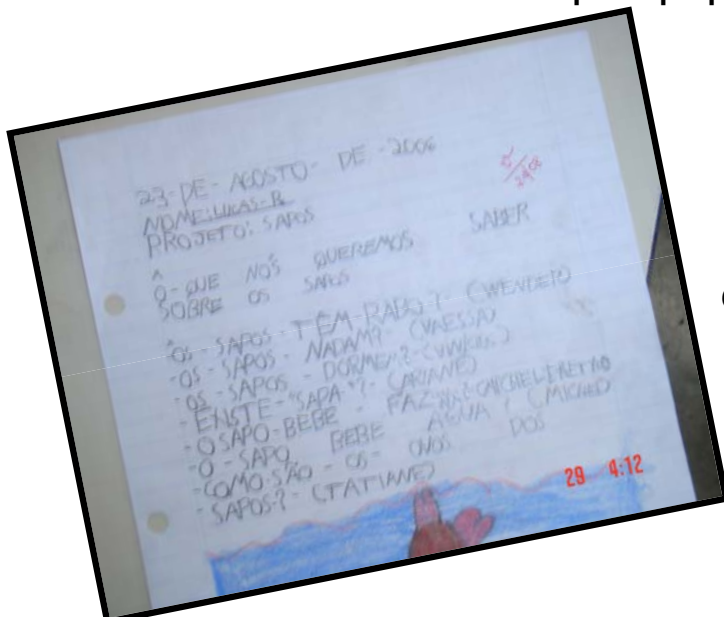 23-DE-AGOSTO-DE-2006
NOME: LUCAS-R
PROJETO: SAPOS
O-QUE NÓS QUEREMOS SABER
SOBRE OS SAPOS
-OS-SAPOS-TÊM RABO? (WENDEL)
-OS-SAPOS-NADAM? (VAESSA)
-OS-SAPOS-DORMEM?
-EXISTE-"SAPA"?-(ARIANE)
-O SAPO-BEBE-FAZ
-O-SAPO BEBE ÁGUA? (MICHEL)
-COMO-SÃO-OS-OVOS DOS
-SAPOS?-(TATIANE)
29 4:12